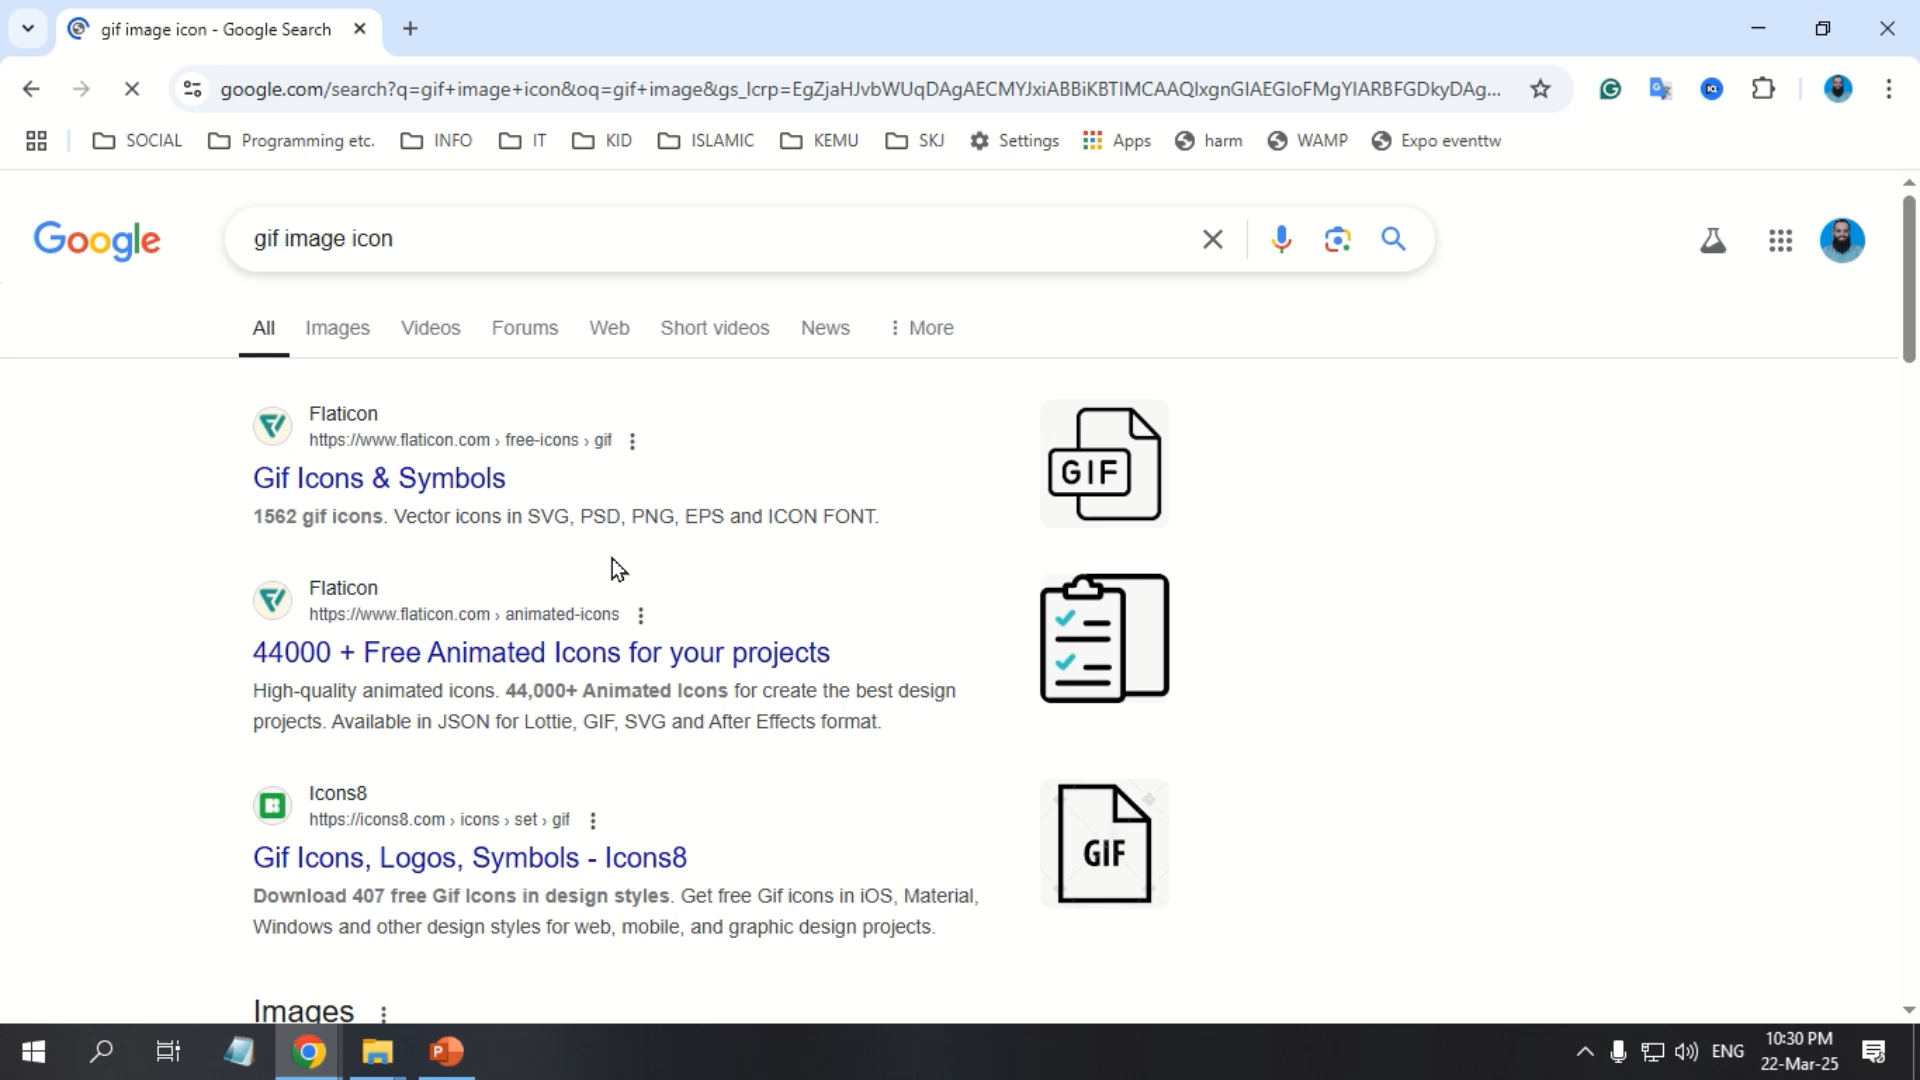 gif image icon - Google Search
google.com/search?q=gif+image+icon&oq=gif+image&gs_lcrp=EgZjaHJvbWUqDAgAECMYJxiABBiKBTIMCAAQIxgnGIAEGIoFMgYIARBFGDkyDAg...
SOCIAL Programming etc. INFO IT KID ISLAMIC KEMU SKJ Settings Apps harm WAMP Expo eventtw
Google gif image icon
All Images Videos Forums Web Short videos News More
Flaticon
https://www.flaticon.com › free-icons › gif
Gif Icons & Symbols
1562 gif icons. Vector icons in SVG, PSD, PNG, EPS and ICON FONT.
GIF
Flaticon
https://www.flaticon.com › animated-icons
44000 + Free Animated Icons for your projects
High-quality animated icons. 44,000+ Animated Icons for create the best design
projects. Available in JSON for Lottie, GIF, SVG and After Effects format.
Icons8
https://icons8.com › icons › set › gif
Gif Icons, Logos, Symbols - Icons8
Download 407 free Gif Icons in design styles. Get free Gif icons in iOS, Material,
Windows and other design styles for web, mobile, and graphic design projects.
GIF
Images
ENG
10:30 PM
22-Mar-25